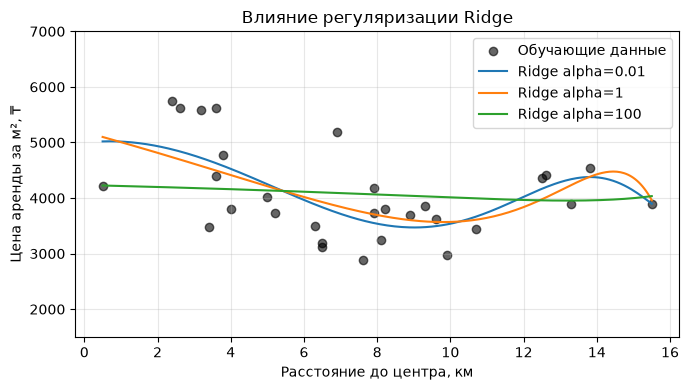 Влияние регуляризации Ridge
Цена аренды за м², ₸
7000
6000
5000
4000
3000
2000
Обучающие данные
Ridge alpha=0.01
Ridge alpha=1
Ridge alpha=100
0 2 4 6 8 10 12 14 16
Расстояние до центра, км